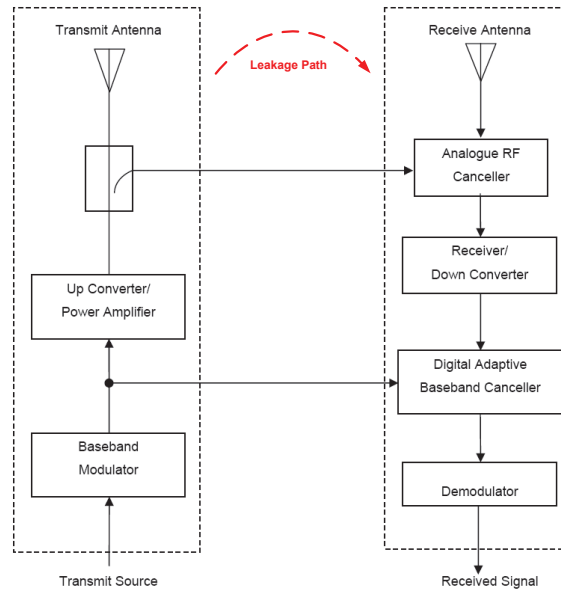 Transmit Antenna
Leakage Path
Receive Antenna
Analogue RF
Canceller
Receiver/
Down Converter
Up Converter/
Power Amplifier
Digital Adaptive
Baseband Canceller
Baseband
Modulator
Demodulator
Transmit Source
Received Signal